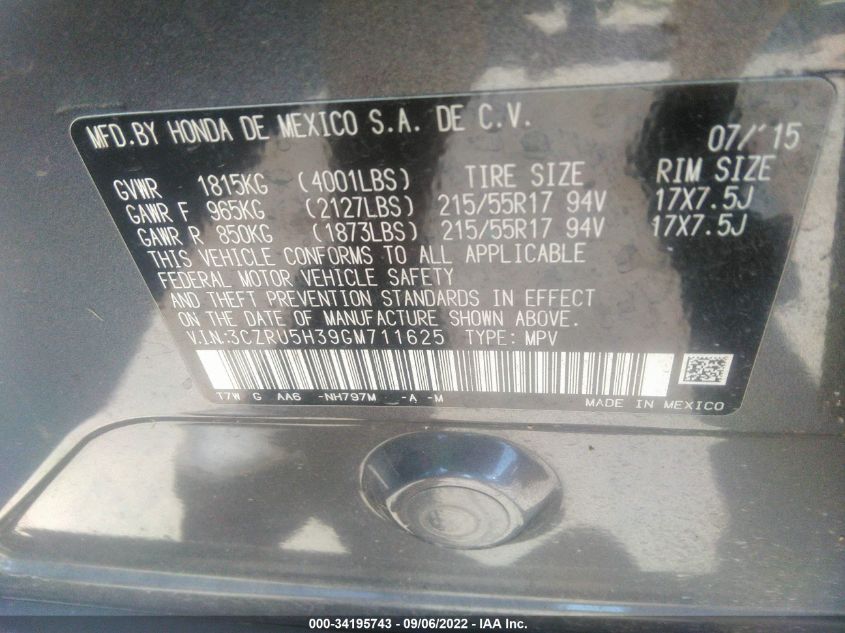 MFD.BY HONDA DE MEXICO S.A. DE C.V.
07/'15
GVWR 1815KG (4001LBS) TIRE SIZE RIM SIZE
GAWR F 965KG (2127LBS) 215/55R17 94V 17X7.5J
GAWR R 850KG (1873LBS) 215/55R17 94V 17X7.5J
THIS VEHICLE CONFORMS TO ALL APPLICABLE
FEDERAL MOTOR VEHICLE SAFETY
AND THEFT PREVENTION STANDARDS IN EFFECT
ON THE DATE OF MANUFACTURE SHOWN ABOVE.
V.I.N:3CZRU5H39GM711625 TYPE: MPV
T7W G AA6 -NH797M -A -M
MADE IN MEXICO
000-34195743 - 09/06/2022 - IAA Inc.